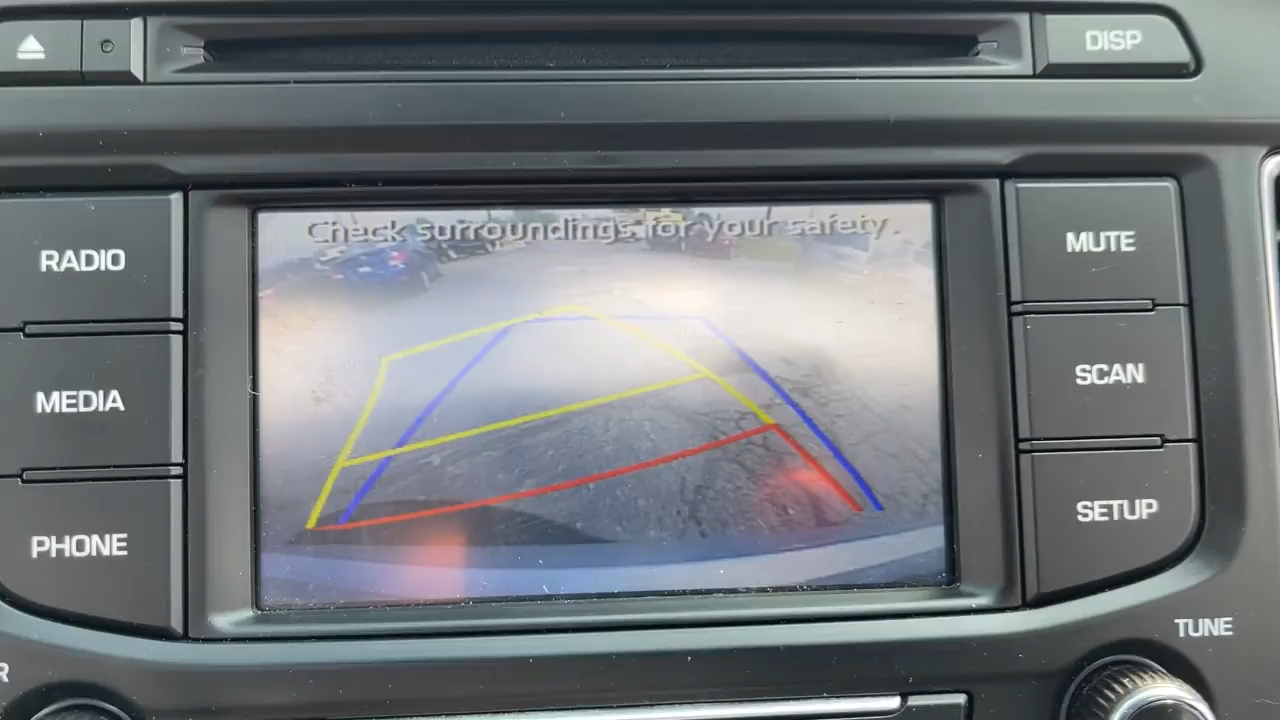 DISP
Check surroundings for your safety.
RADIO
MEDIA
PHONE
MUTE
SCAN
SETUP
TUNE
R